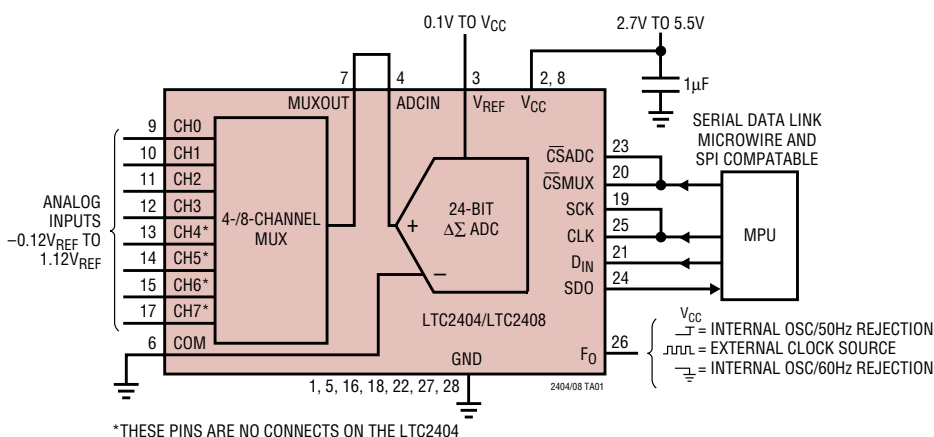 0.1V TO VCC
2.7V TO 5.5V
7
4
3
2, 8
1µF
MUXOUT
ADCIN
VREF
VCC
SERIAL DATA LINK
MICROWIRE AND
SPI COMPATABLE
ANALOG
INPUTS
–0.12VREF TO
1.12VREF
9 CH0
10 CH1
11 CH2
12 CH3
13 CH4*
14 CH5*
15 CH6*
17 CH7*
6 COM
4-/8-CHANNEL
MUX
+
–
24-BIT
ΔΣ ADC
LTC2404/LTC2408
CSADC 23
CSMUX 20
SCK 19
CLK 25
DIN 21
SDO 24
MPU
FO 26
VCC
= INTERNAL OSC/50Hz REJECTION
= EXTERNAL CLOCK SOURCE
= INTERNAL OSC/60Hz REJECTION
GND
1, 5, 16, 18, 22, 27, 28
2404/08 TA01
*THESE PINS ARE NO CONNECTS ON THE LTC2404